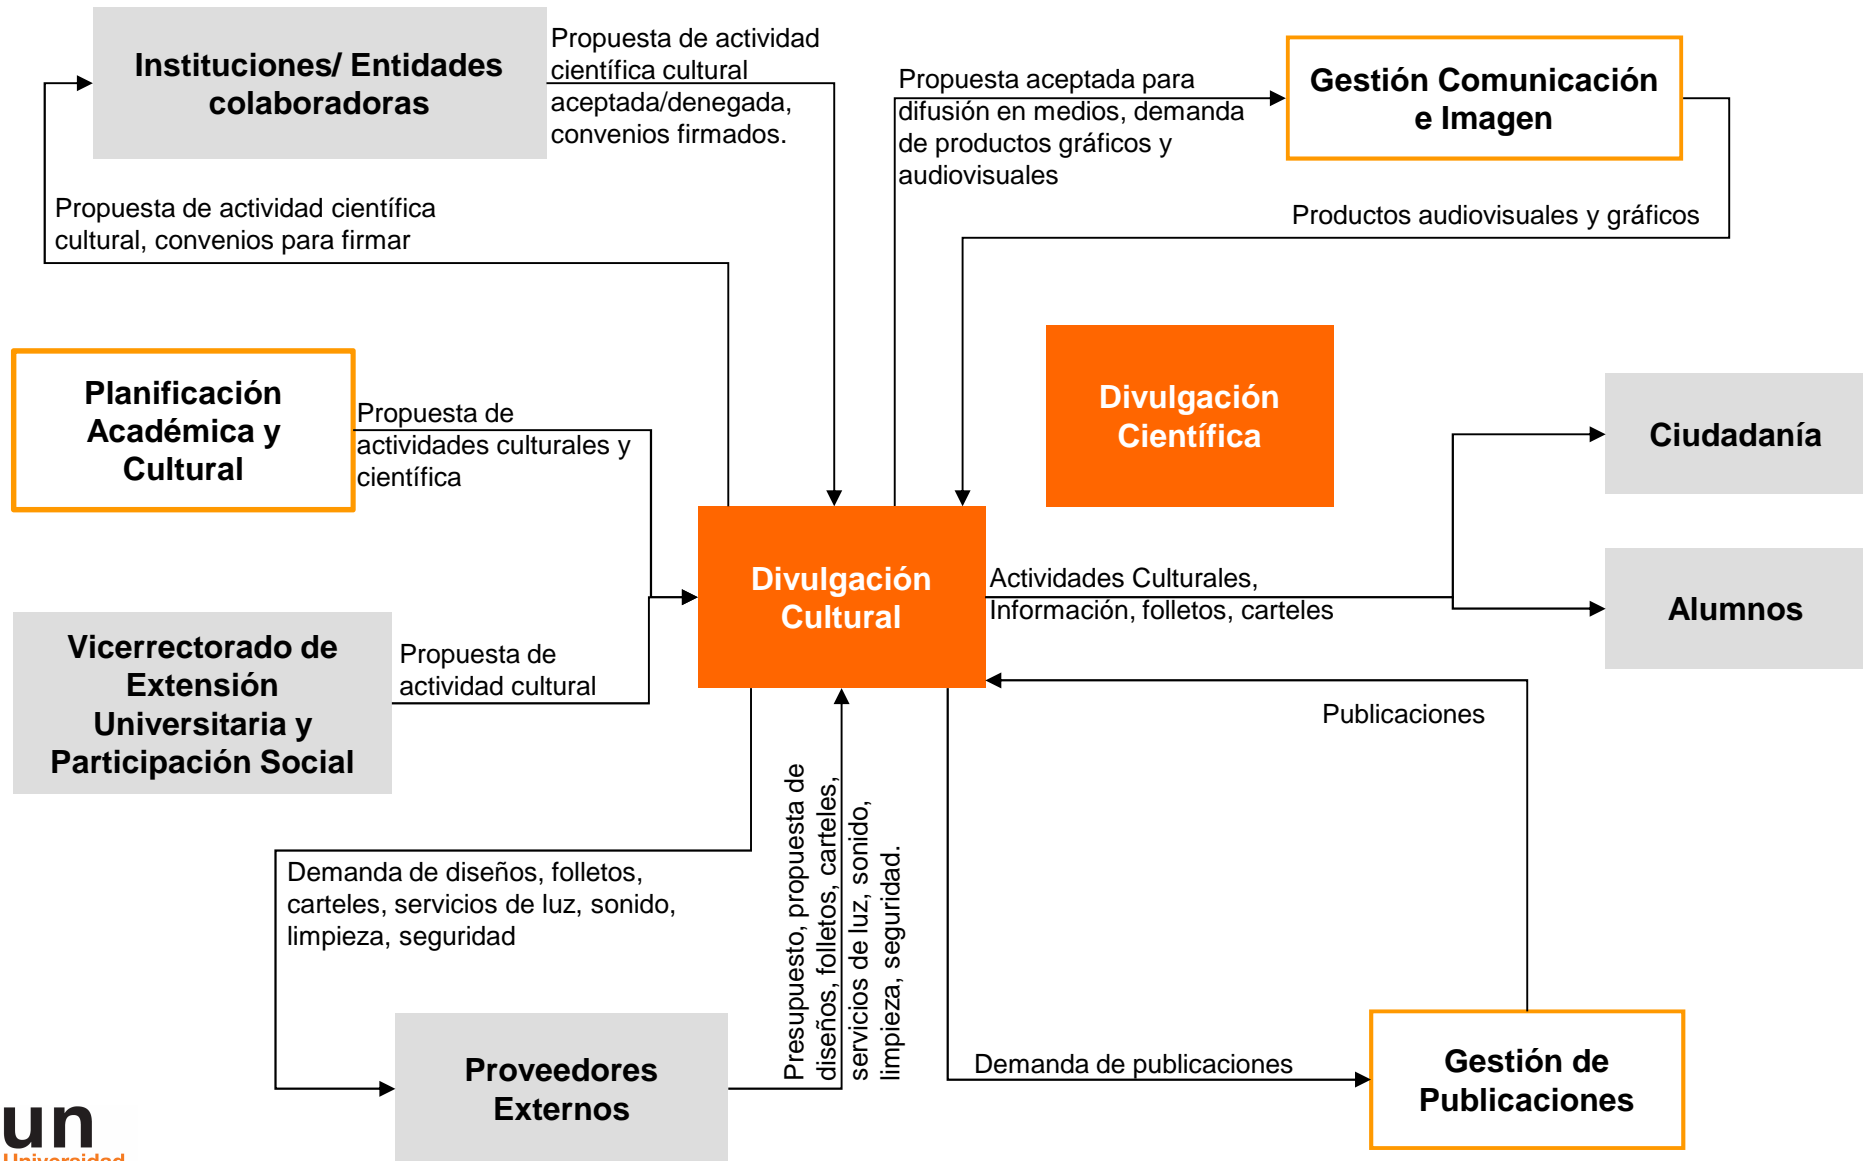 Instituciones/ Entidades
colaboradoras
Propuesta de actividad
científica cultural
aceptada/denegada,
convenios firmados.
Propuesta aceptada para
difusión en medios, demanda
de productos gráficos y
audiovisuales
Gestión Comunicación
e Imagen
Propuesta de actividad científica
cultural, convenios para firmar
Productos audiovisuales y gráficos
Planificación
Académica y
Cultural
Propuesta de
actividades culturales y
científica
Divulgación
Científica
Ciudadanía
Divulgación
Cultural
Actividades Culturales,
Información, folletos, carteles
Alumnos
Vicerrectorado de
Extensión
Universitaria y
Participación Social
Propuesta de
actividad cultural
Publicaciones
Demanda de diseños, folletos,
carteles, servicios de luz, sonido,
limpieza, seguridad
Presupuesto, propuesta de
diseños, folletos, carteles,
servicios de luz, sonido,
limpieza, seguridad.
Proveedores
Externos
Demanda de publicaciones
Gestión de
Publicaciones
un
Universidad